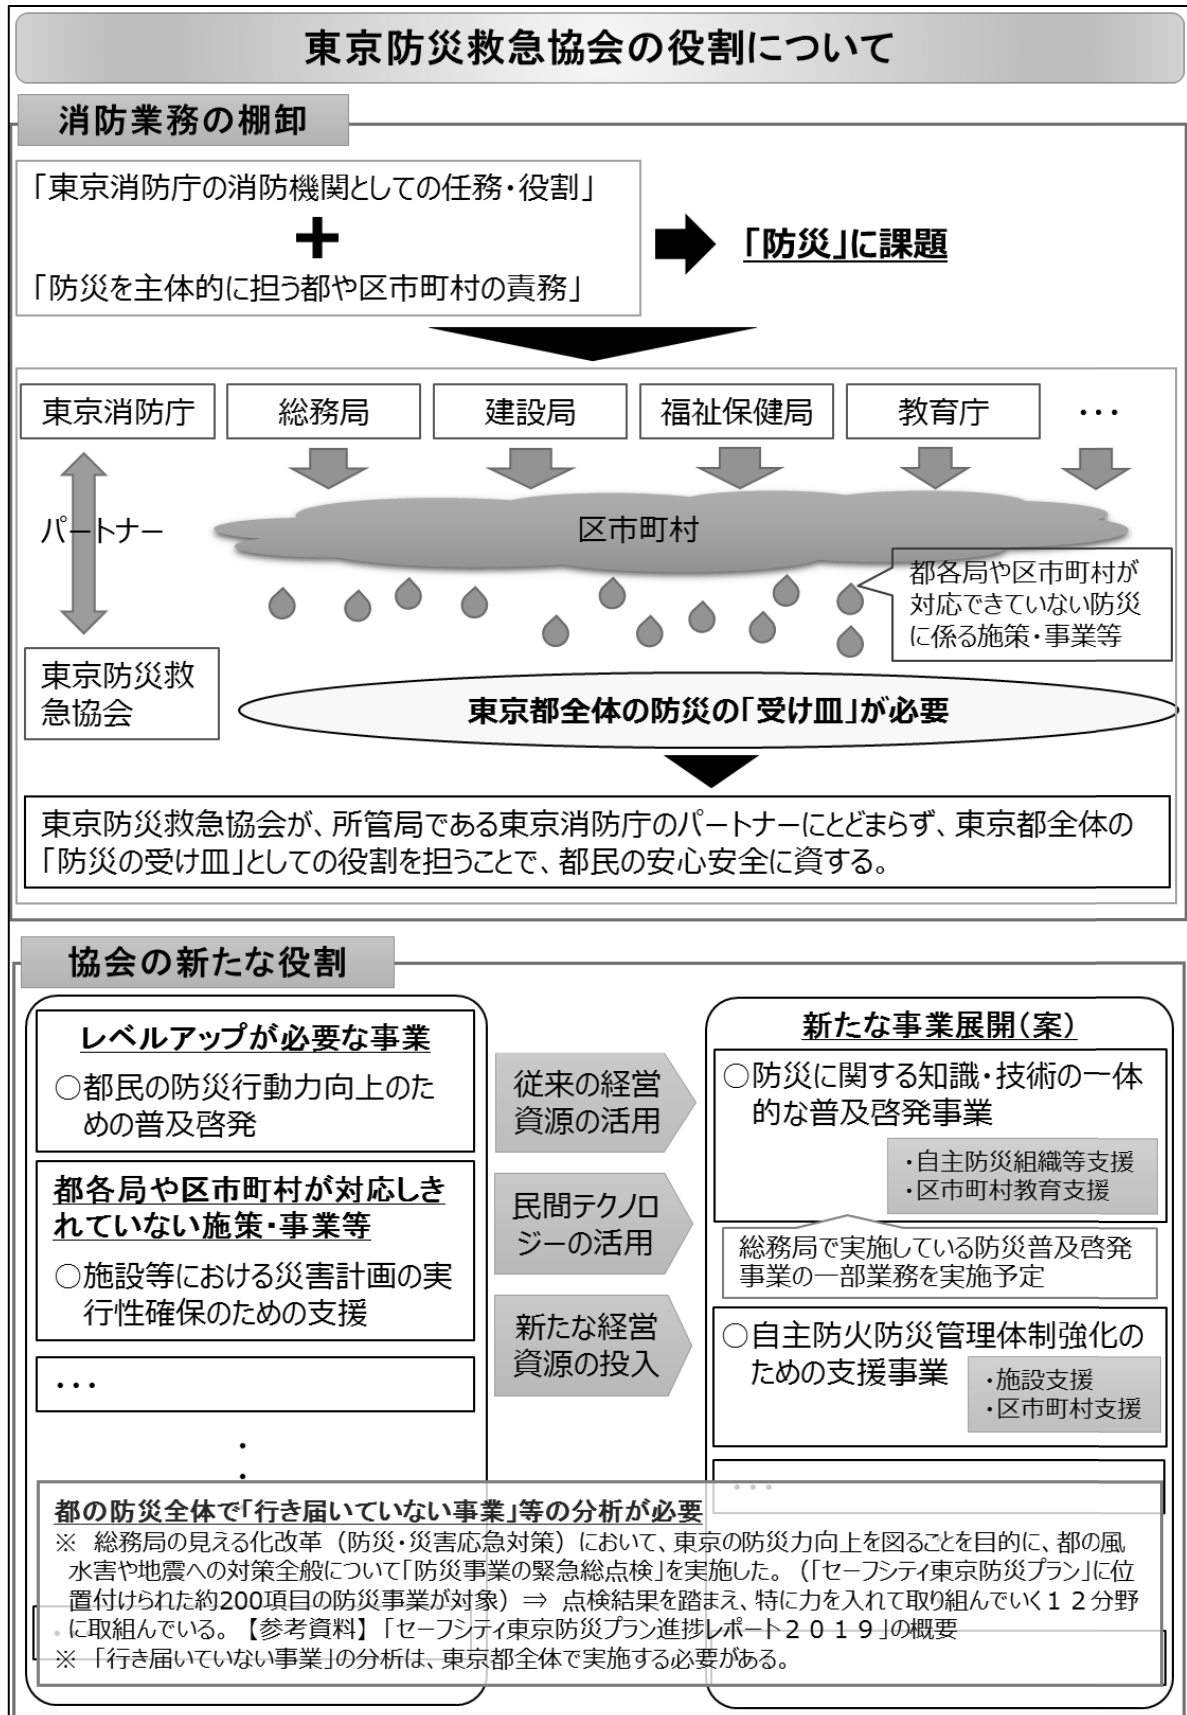 東京防災救急協会の役割について
消防業務の棚卸
「東京消防庁の消防機関としての任務・役割」
＋
「防災を主体的に担う都や区市町村の責務」
「防災」に課題
東京消防庁
総務局
建設局
福祉保健局
教育庁
・・・
パートナー
区市町村
都各局や区市町村が
対応できていない防災
に係る施策・事業等
東京防災救
急協会
東京都全体の防災の「受け皿」が必要
東京防災救急協会が、所管局である東京消防庁のパートナーにとどまらず、東京都全体の
「防災の受け皿」としての役割を担うことで、都民の安心安全に資する。
協会の新たな役割
レベルアップが必要な事業
○都民の防災行動力向上のた
めの普及啓発
都各局や区市町村が対応しき
れていない施策・事業等
○施設等における災害計画の実
行性確保のための支援
・・・
・
・
従来の経営
資源の活用
民間テクノロ
ジーの活用
新たな経営
資源の投入
新たな事業展開（案）
○防災に関する知識・技術の一体
的な普及啓発事業
・自主防災組織等支援
・区市町村教育支援
総務局で実施している防災普及啓発
事業の一部業務を実施予定
○自主防火防災管理体制強化の
ための支援事業
・施設支援
・区市町村支援
・・・
都の防災全体で「行き届いていない事業」等の分析が必要
※ 総務局の見える化改革（防災・災害応急対策）において、東京の防災力向上を図ることを目的に、都の風
水害や地震への対策全般について「防災事業の緊急総点検」を実施した。（「セーフシティ東京防災プラン」に位
置付けられた約200項目の防災事業が対象）⇒ 点検結果を踏まえ、特に力を入れて取り組んでいく１２分野
に取組んでいる。【参考資料】「セーフシティ東京防災プラン進捗レポート２０１９」の概要
※ 「行き届いていない事業」の分析は、東京都全体で実施する必要がある。